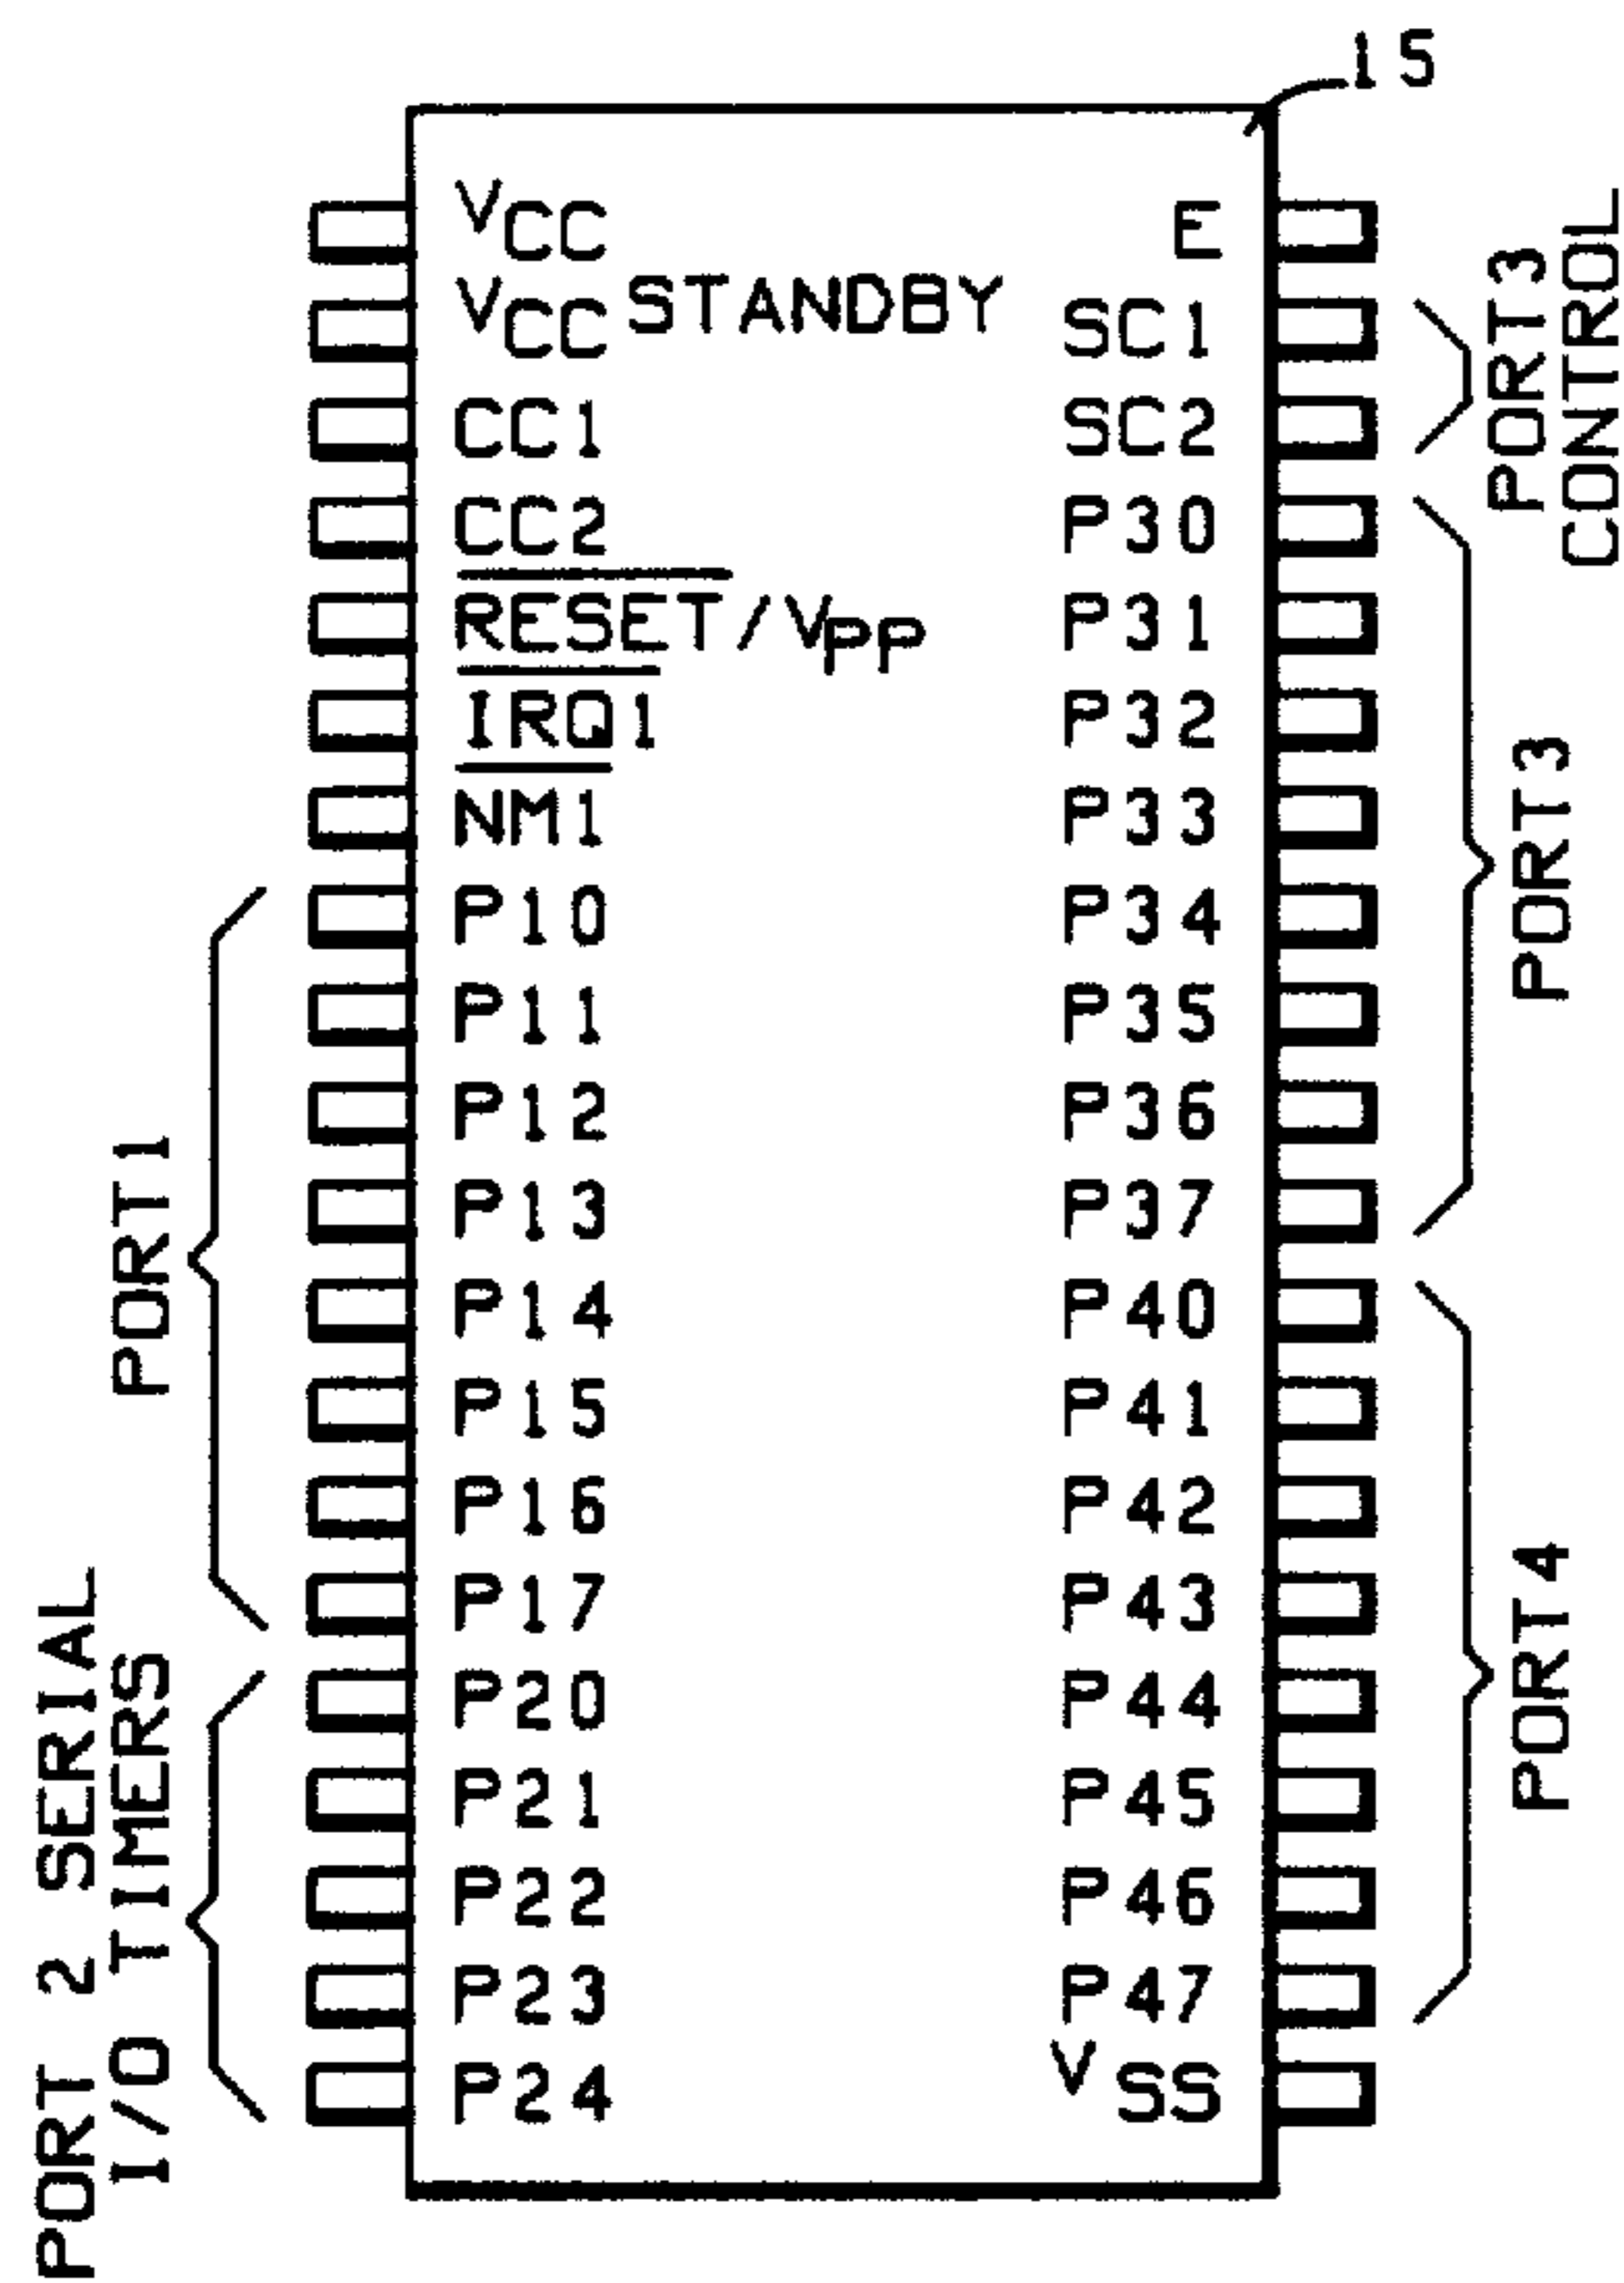 15
VCC
VCC STANDBY
CC1
CC2
RESET/VPP
IRQ1
NM1
P10
P11
P12
P13
P14
P15
P16
P17
P20
P21
P22
P23
P24
E
SC1
SC2
P30
P31
P32
P33
P34
P35
P36
P37
P40
P41
P42
P43
P44
P45
P46
P47
VSS
PORT1
PORT 2 SERIAL
I/O TIMERS
PORT3
CONTROL
PORT3
PORT4